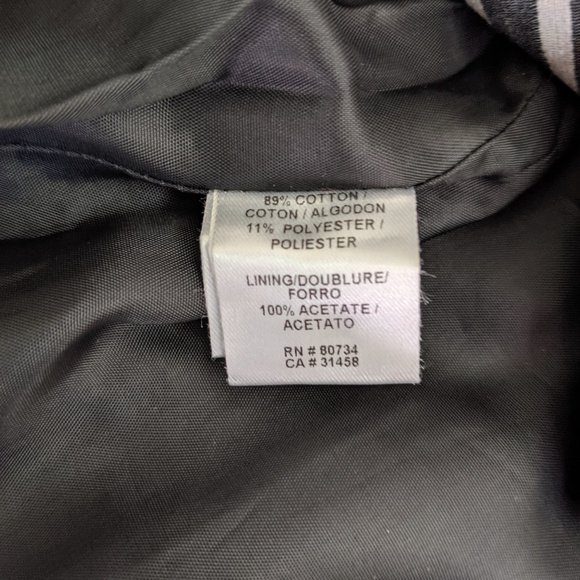 89% COTTON /
COTON / ALGODON
11% POLYESTER /
POLIESTER
LINING/DOUBLURE/
FORRO
100% ACETATE /
ACETATO
RN # 80734
CA # 31458